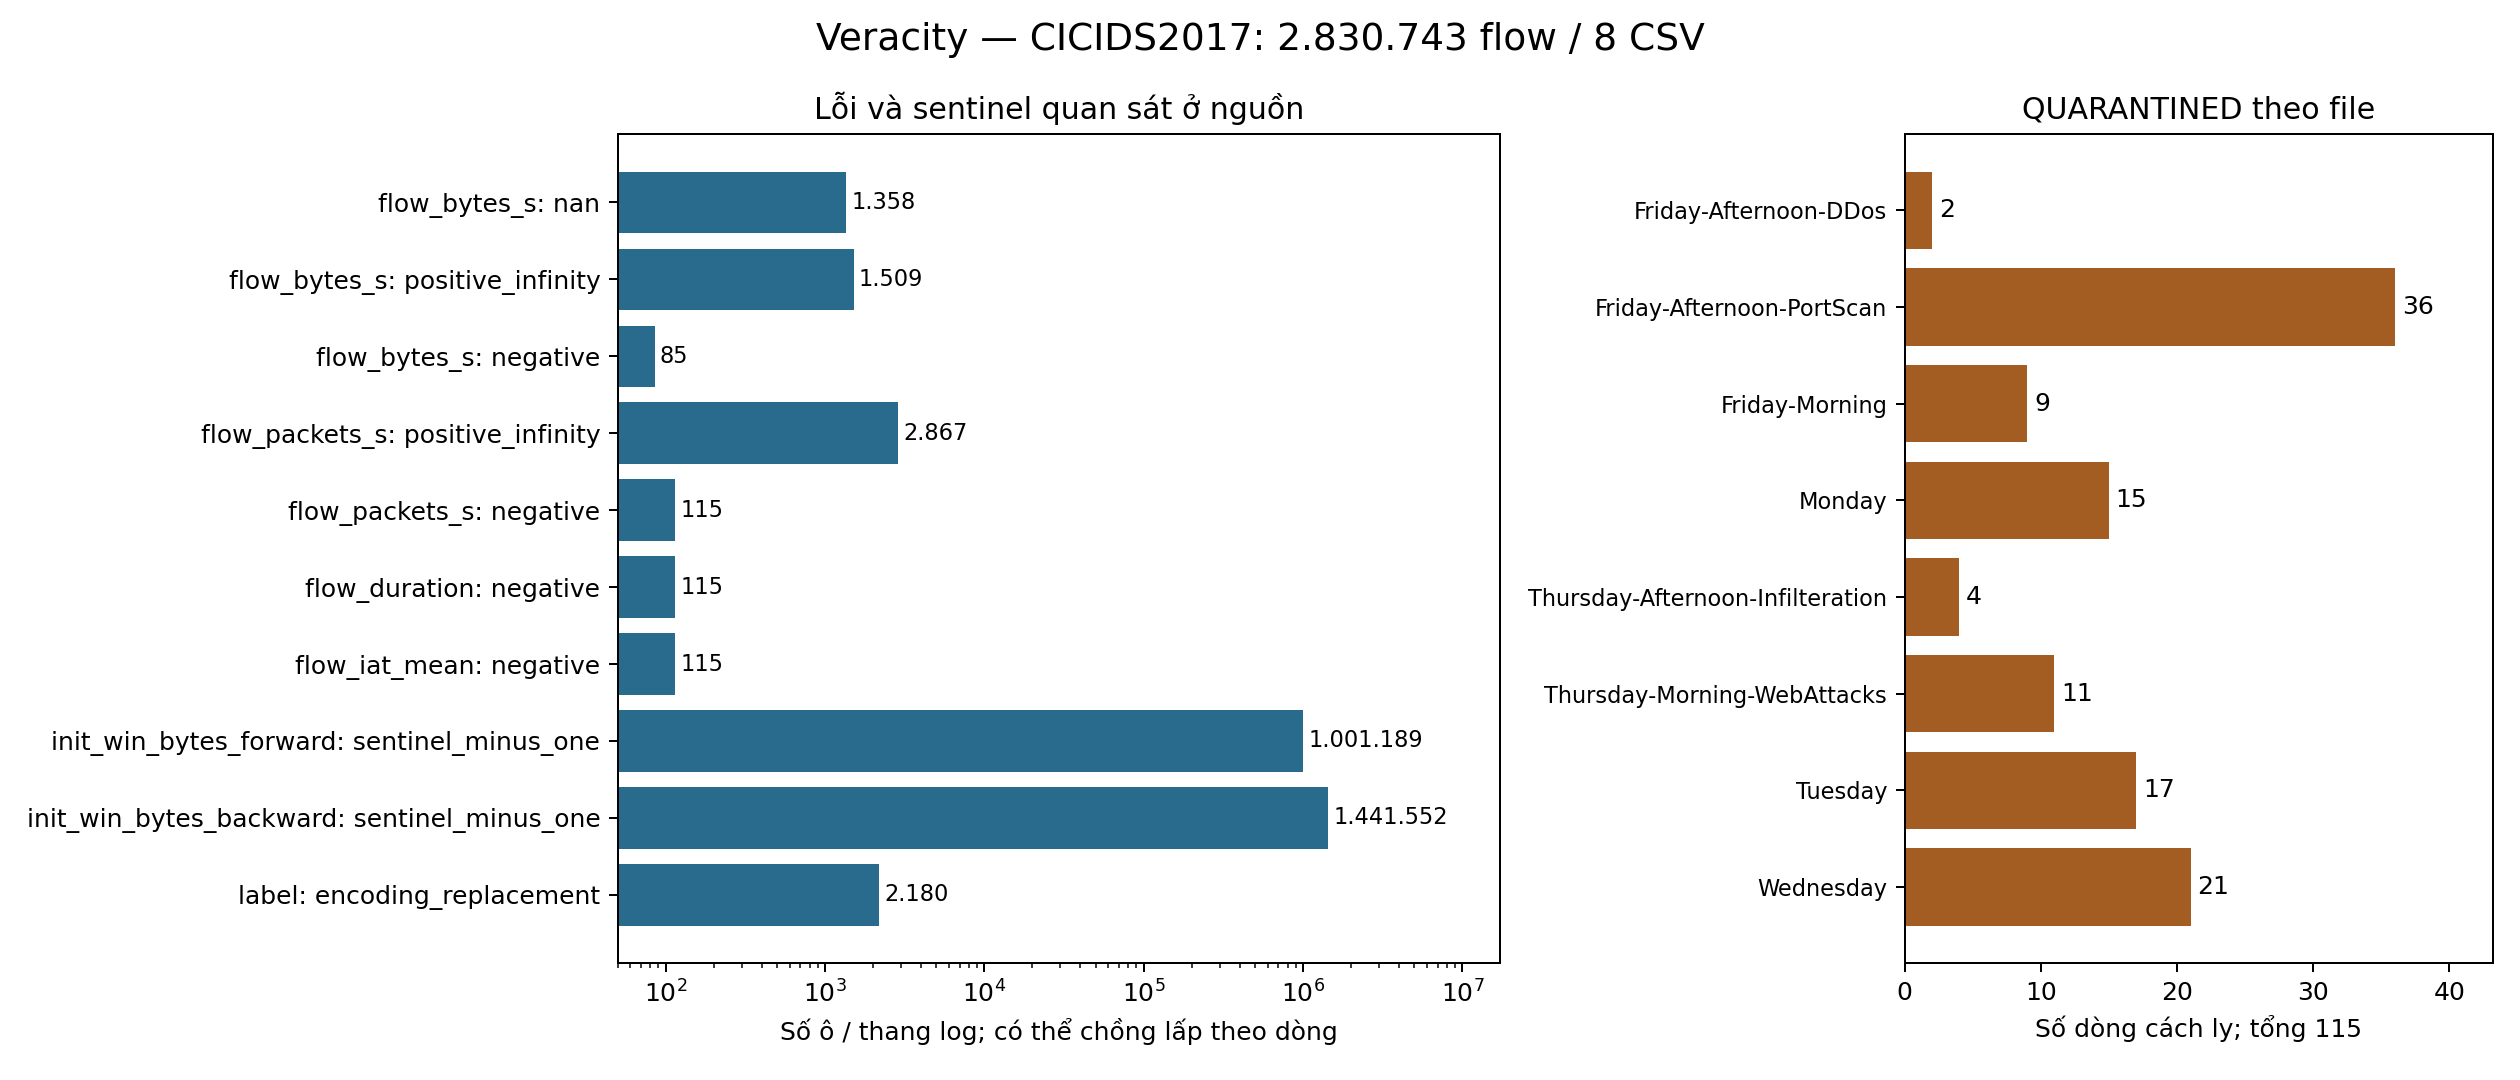 Veracity — CICIDS2017: 2.830.743 flow / 8 CSV
Lỗi và sentinel quan sát ở nguồn
flow_bytes_s: nan 1.358
flow_bytes_s: positive_infinity 1.509
flow_bytes_s: negative 85
flow_packets_s: positive_infinity 2.867
flow_packets_s: negative 115
flow_duration: negative 115
flow_iat_mean: negative 115
init_win_bytes_forward: sentinel_minus_one 1.001.189
init_win_bytes_backward: sentinel_minus_one 1.441.552
label: encoding_replacement 2.180
10² 10³ 10⁴ 10⁵ 10⁶ 10⁷
Số ô / thang log; có thể chồng lấp theo dòng
QUARANTINED theo file
Friday-Afternoon-DDos 2
Friday-Afternoon-PortScan 36
Friday-Morning 9
Monday 15
Thursday-Afternoon-Infilteration 4
Thursday-Morning-WebAttacks 11
Tuesday 17
Wednesday 21
0 10 20 30 40
Số dòng cách ly; tổng 115